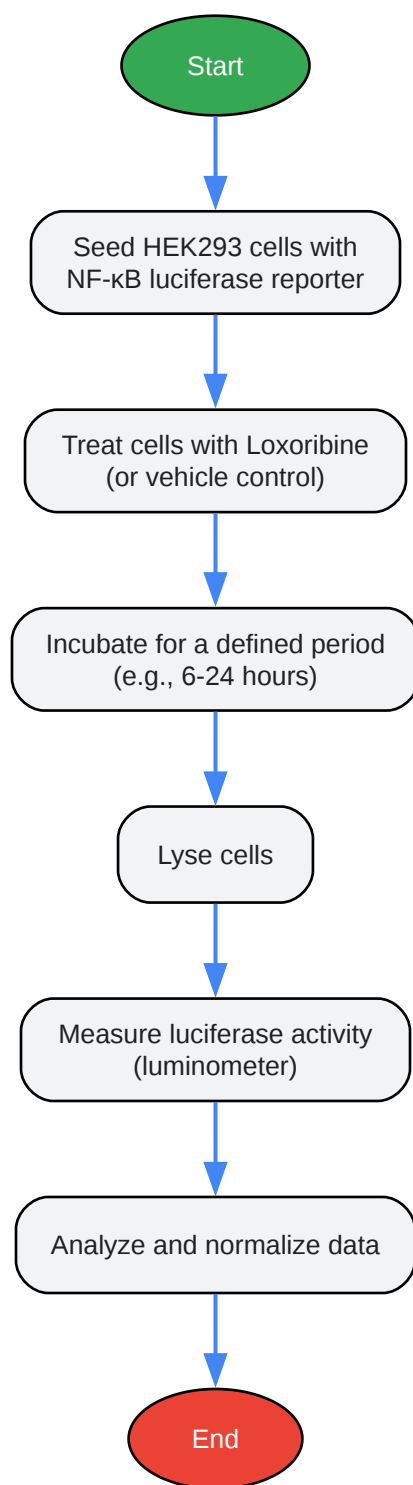 Start
Seed HEK293 cells with
NF-κB luciferase reporter
Treat cells with Loxoribine
(or vehicle control)
Incubate for a defined period
(e.g., 6-24 hours)
Lyse cells
Measure luciferase activity
(luminometer)
Analyze and normalize data
End